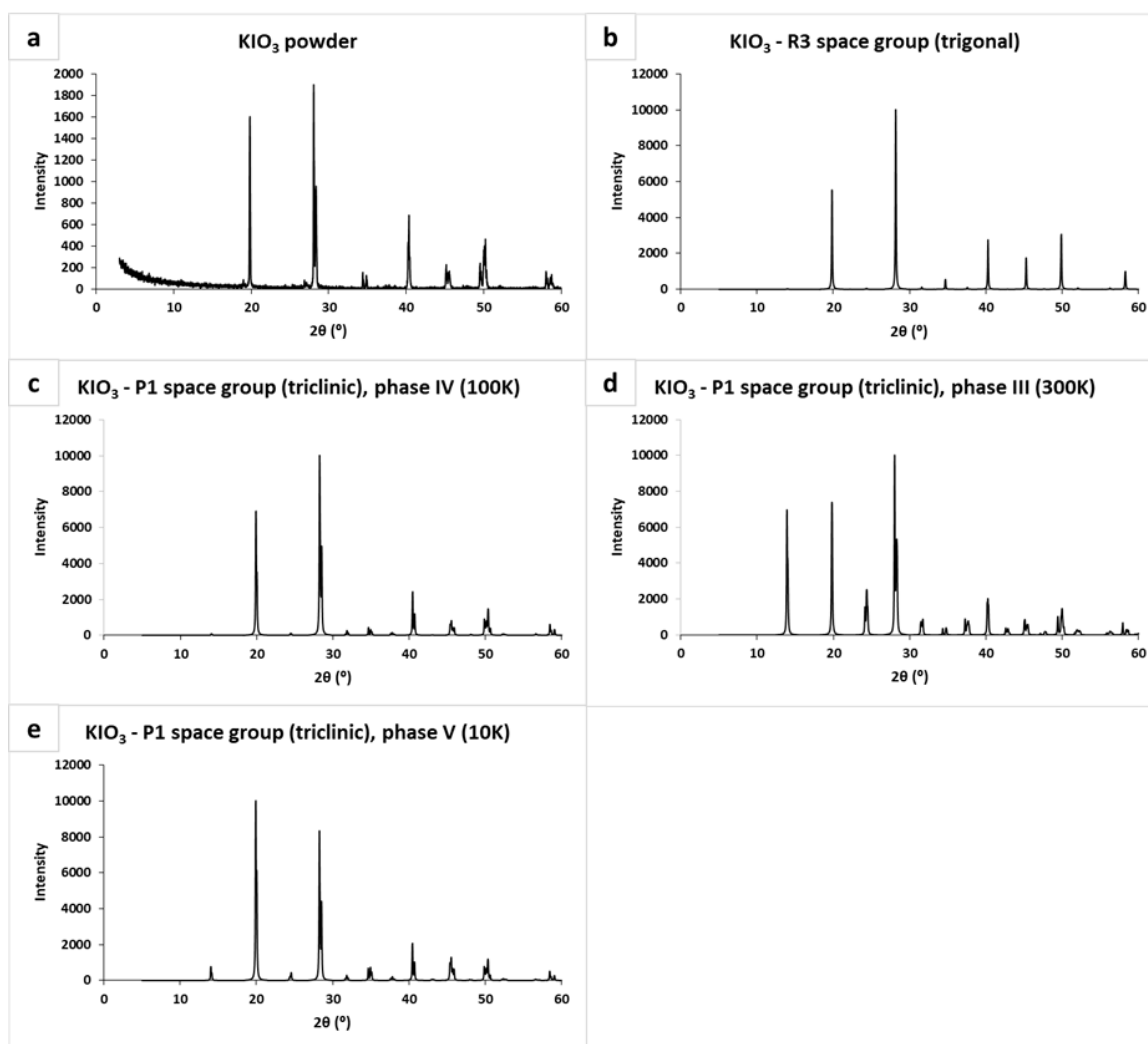 a
KIO₃ powder
Intensity
2000
1800
1600
1400
1200
1000
800
600
400
200
0
0 10 20 30 40 50 60
2θ (º)
b
KIO₃ - R3 space group (trigonal)
Intensity
12000
10000
8000
6000
4000
2000
0
0 10 20 30 40 50 60
2θ (º)
c
KIO₃ - P1 space group (triclinic), phase IV (100K)
Intensity
12000
10000
8000
6000
4000
2000
0
0 10 20 30 40 50 60
2θ (º)
d
KIO₃ - P1 space group (triclinic), phase III (300K)
Intensity
12000
10000
8000
6000
4000
2000
0
0 10 20 30 40 50 60
2θ (º)
e
KIO₃ - P1 space group (triclinic), phase V (10K)
Intensity
12000
10000
8000
6000
4000
2000
0
0 10 20 30 40 50 60
2θ (º)